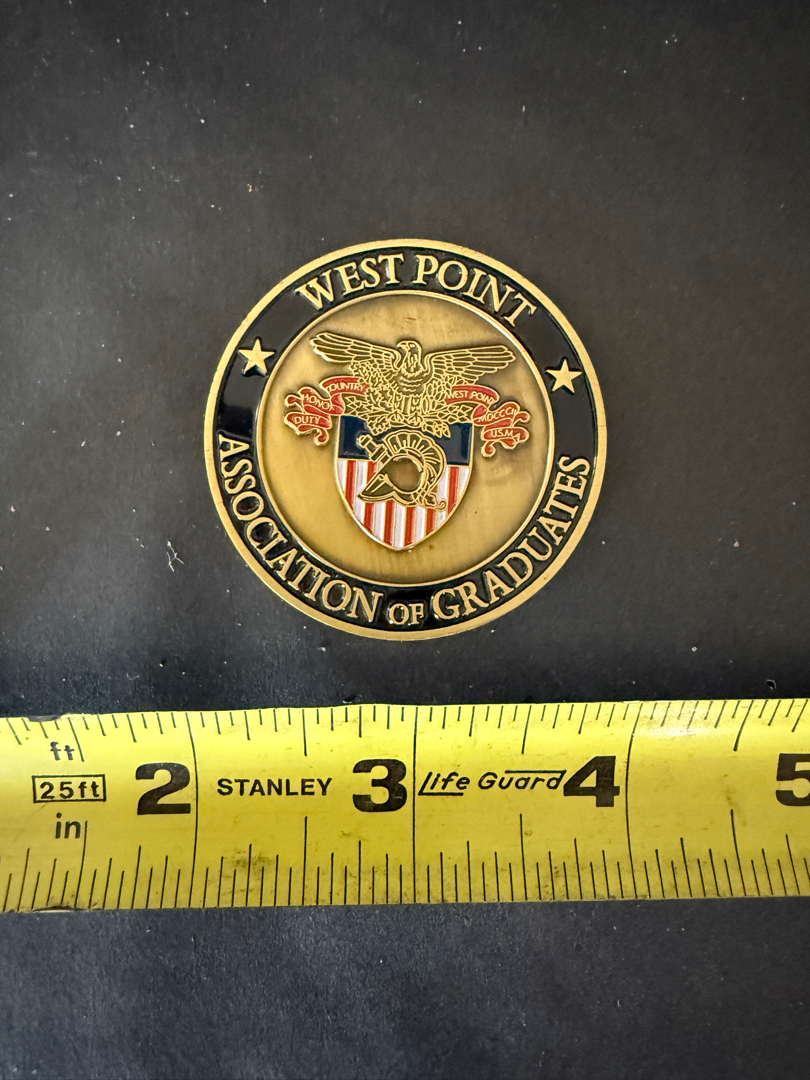 WEST POINT
DUTY HONOR COUNTRY
WEST POINT MDCCCII U.S.M.A
ASSOCIATION OF GRADUATES
ft
25ft
in
2 STANLEY 3 Life Guard 4 5